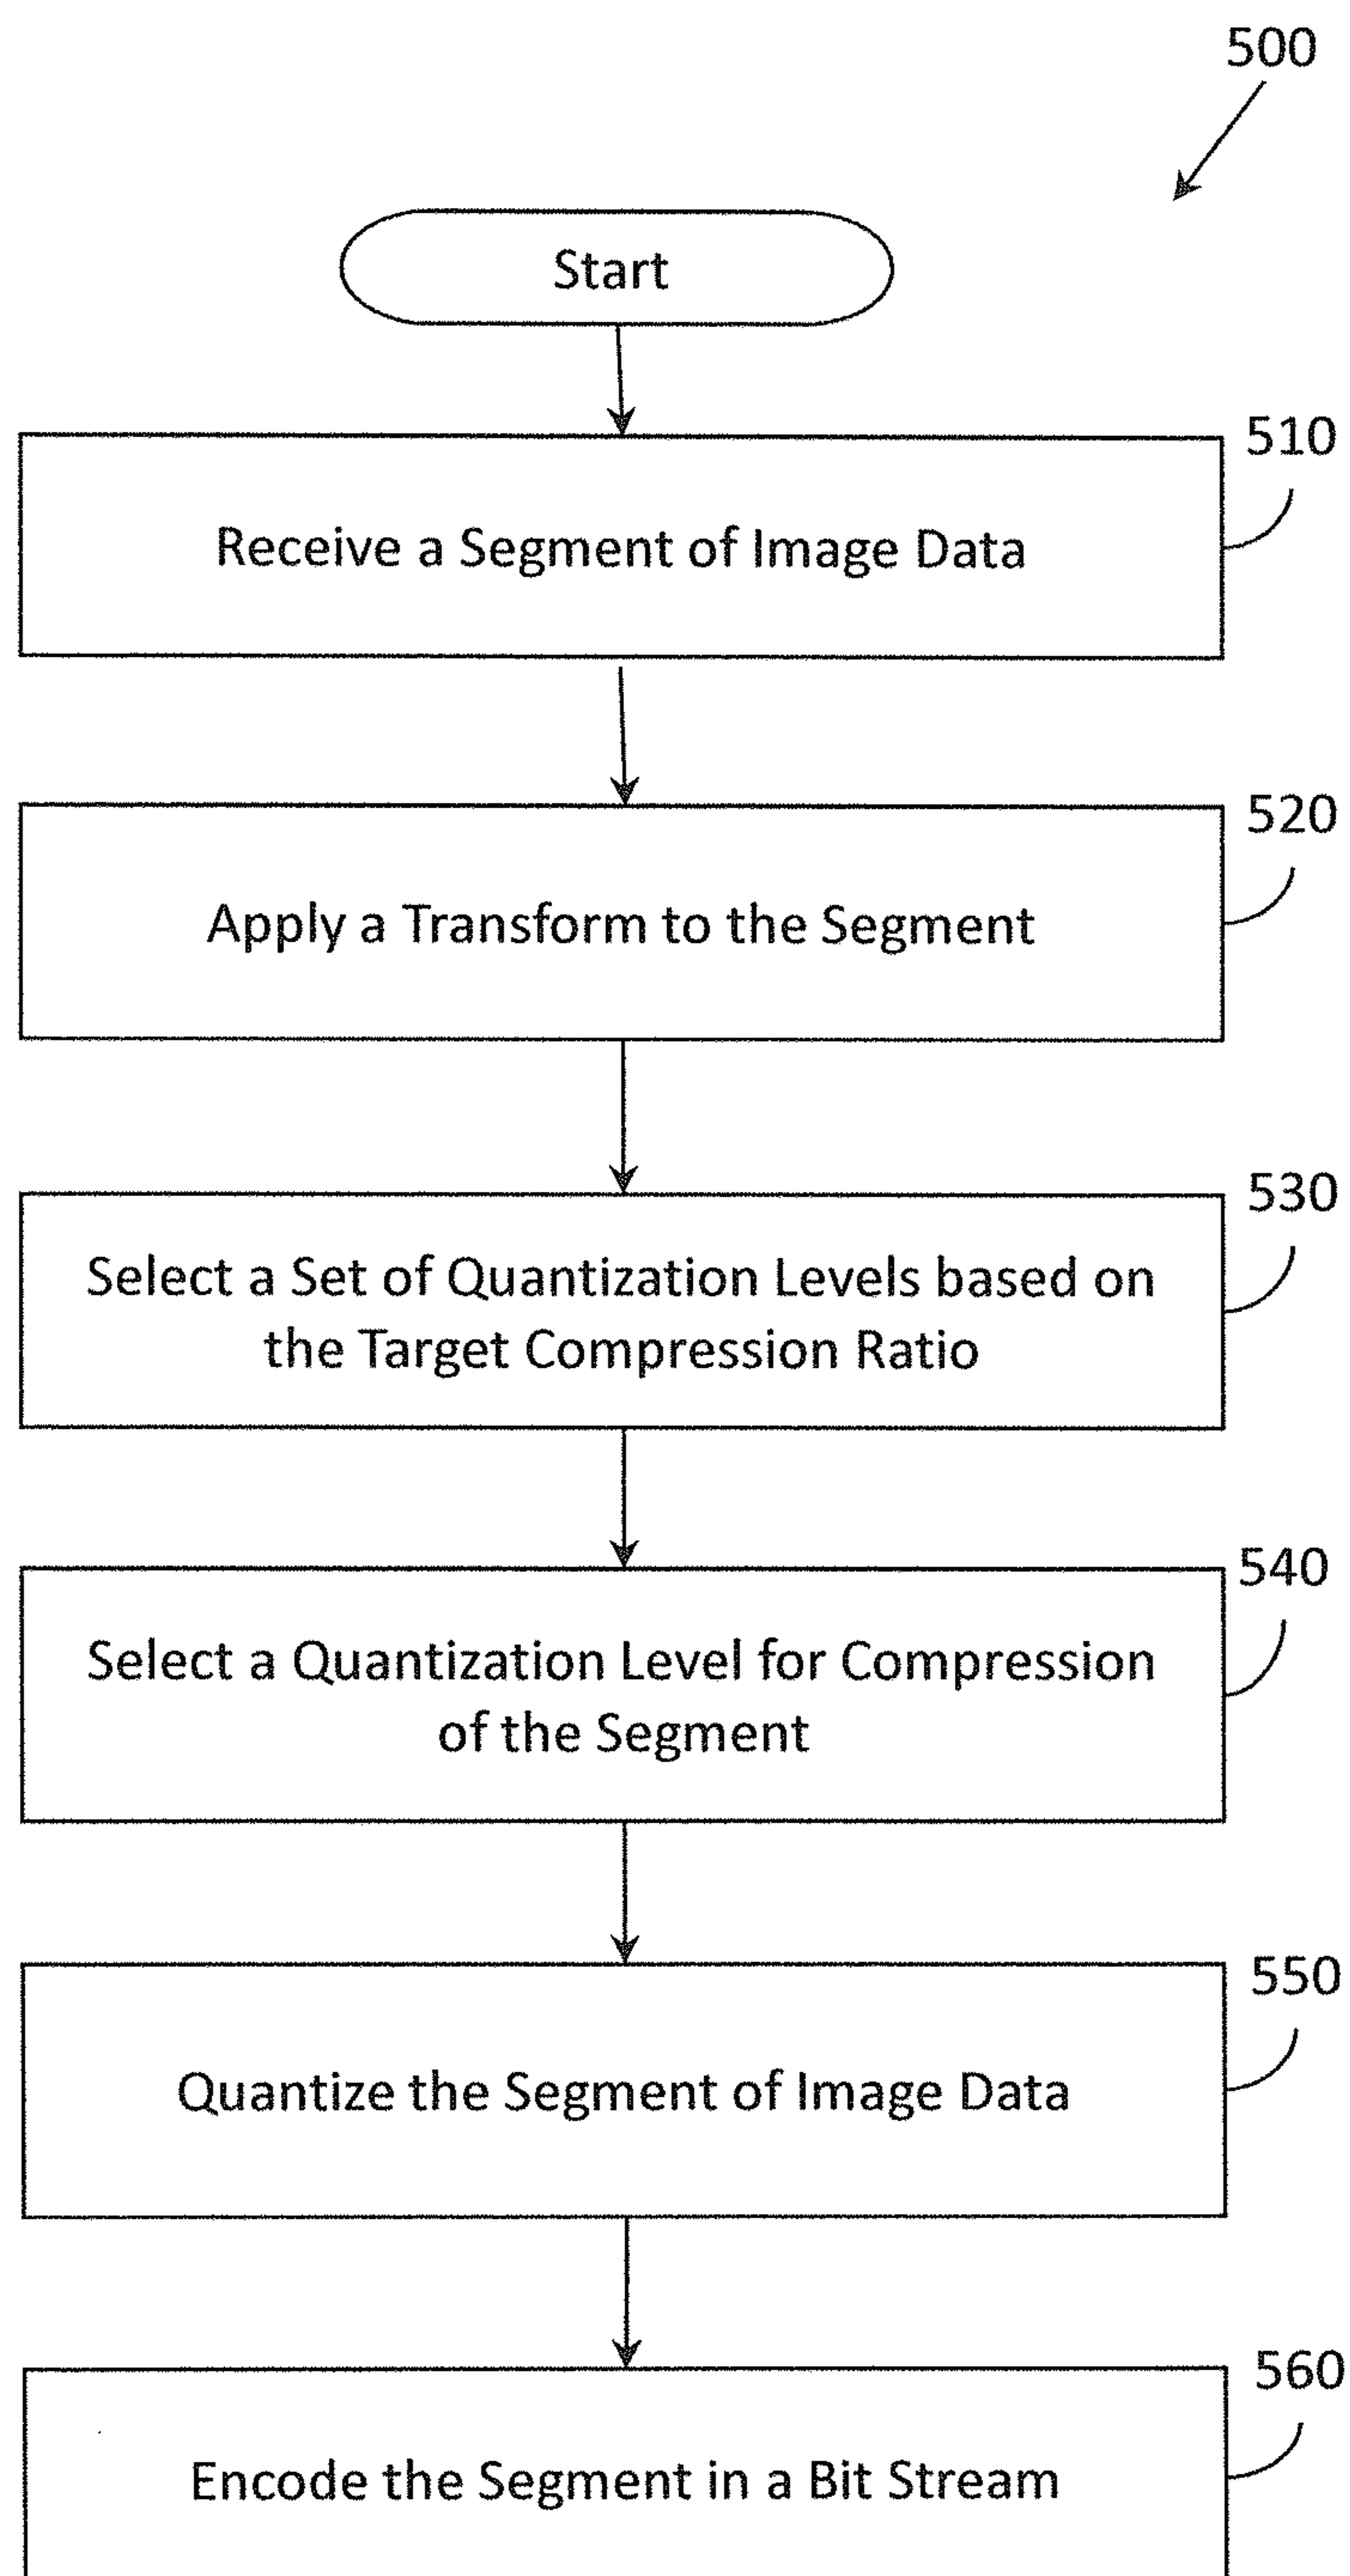 500
Start
510
Receive a Segment of Image Data
520
Apply a Transform to the Segment
530
Select a Set of Quantization Levels based on
the Target Compression Ratio
540
Select a Quantization Level for Compression
of the Segment
550
Quantize the Segment of Image Data
560
Encode the Segment in a Bit Stream